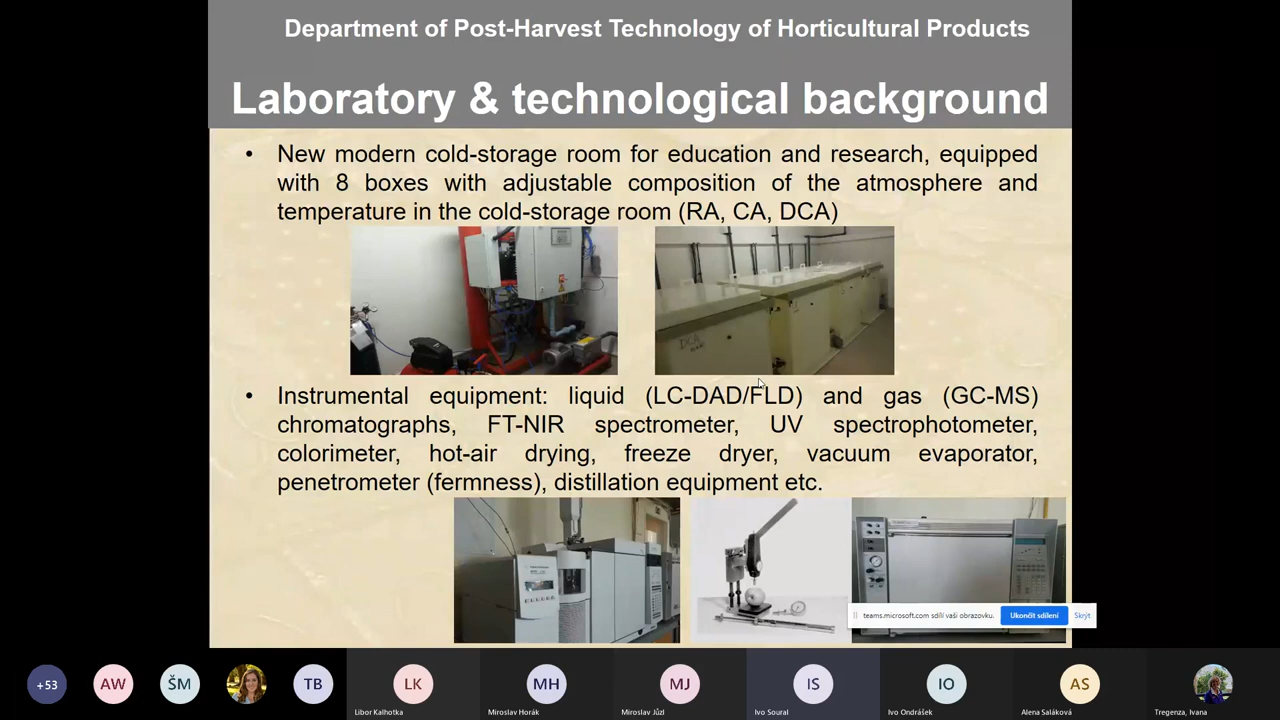 Department of Post-Harvest Technology of Horticultural Products
Laboratory & technological background
• New modern cold-storage room for education and research, equipped
with 8 boxes with adjustable composition of the atmosphere and
temperature in the cold-storage room (RA, CA, DCA)
DCA
• Instrumental equipment: liquid (LC-DAD/FLD) and gas (GC-MS)
chromatographs, FT-NIR spectrometer, UV spectrophotometer,
colorimeter, hot-air drying, freeze dryer, vacuum evaporator,
penetrometer (fermness), distillation equipment etc.
teams.microsoft.com sdílí vaši obrazovku.
Ukončit sdílení
Skrýt
+53
AW
ŠM
TB
LK
MH
MJ
IS
IO
AS
Libor Kalhotka
Miroslav Horák
Miroslav Jůzl
Ivo Soural
Ivo Ondrášek
Alena Saláková
Tregenza, Ivana